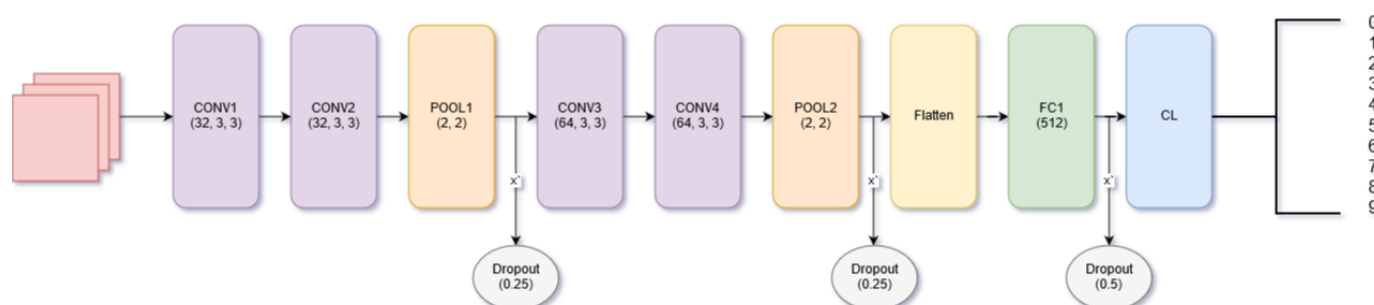 CONV1
(32, 3, 3)
CONV2
(32, 3, 3)
POOL1
(2, 2)
CONV3
(64, 3, 3)
CONV4
(64, 3, 3)
POOL2
(2, 2)
Flatten
FC1
(512)
CL
0
1
2
3
4
5
6
7
8
9
x`
x`
x`
Dropout
(0.25)
Dropout
(0.25)
Dropout
(0.5)